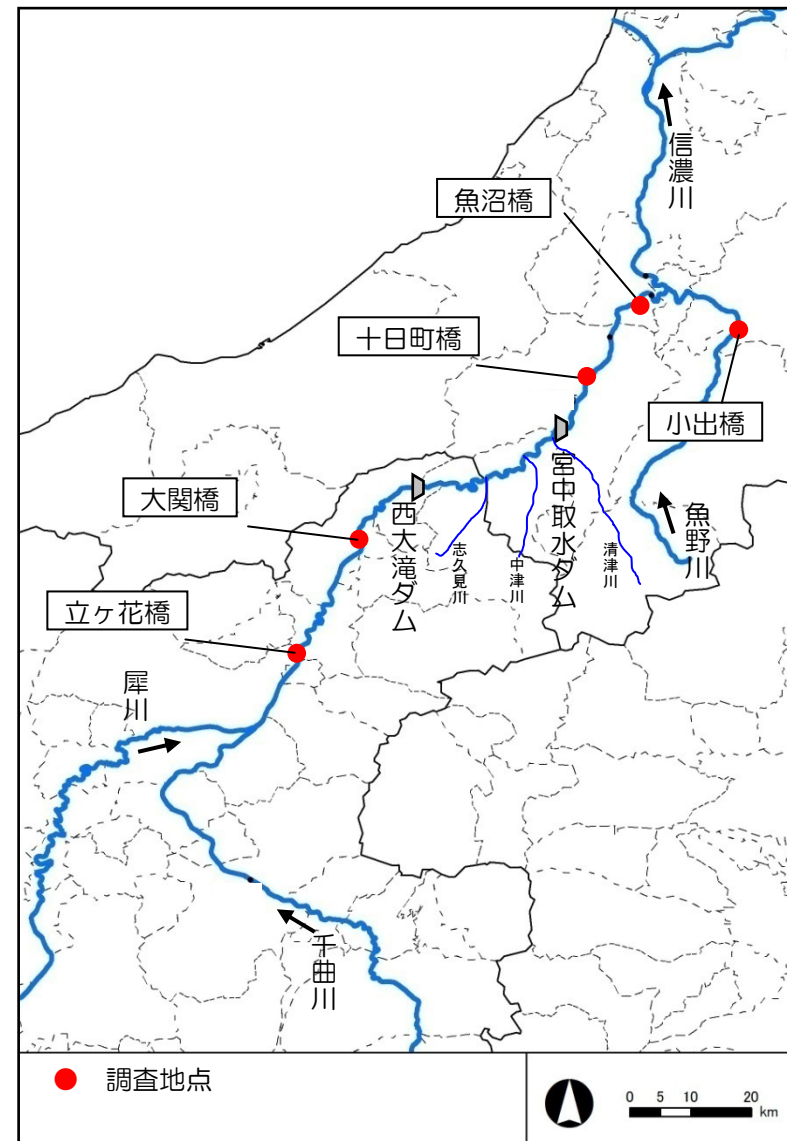 信濃川
魚沼橋
十日町橋
小出橋
大関橋
西大滝ダム
志久見川
中津川
宮中取水ダム
清津川
魚野川
立ヶ花橋
犀川
千曲川
調査地点
0 5 10 20
km